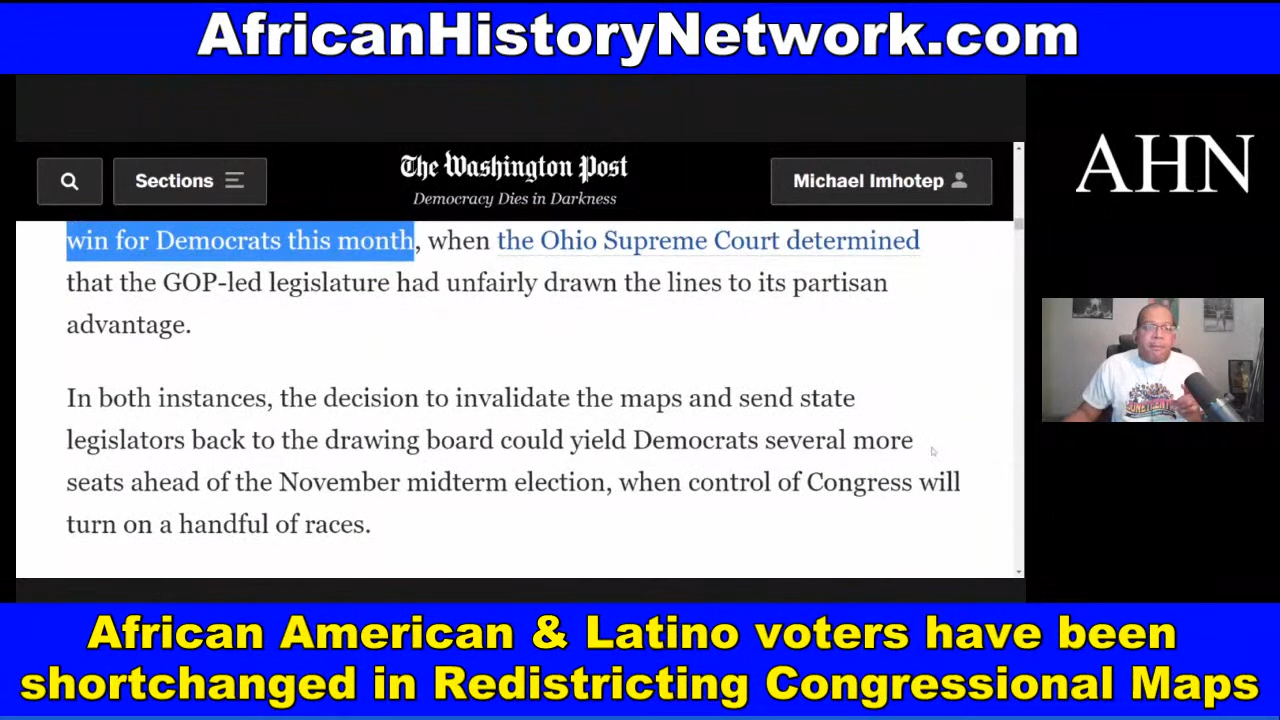 AfricanHistoryNetwork.com
Sections
The Washington Post
Democracy Dies in Darkness
Michael Imhotep
AHN
win for Democrats this month, when the Ohio Supreme Court determined
that the GOP-led legislature had unfairly drawn the lines to its partisan
advantage.
In both instances, the decision to invalidate the maps and send state
legislators back to the drawing board could yield Democrats several more
seats ahead of the November midterm election, when control of Congress will
turn on a handful of races.
African American & Latino voters have been
shortchanged in Redistricting Congressional Maps